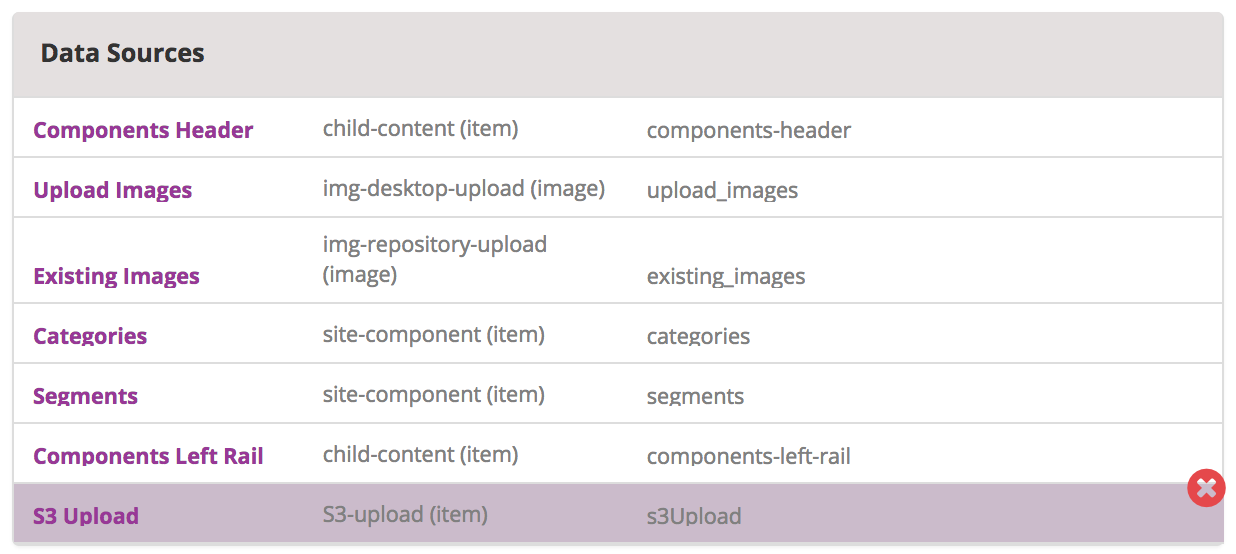 Data Sources
Components Header child-content (item) components-header
Upload Images img-desktop-upload (image) upload_images
img-repository-upload
Existing Images (image) existing_images
Categories site-component (item) categories
Segments site-component (item) segments
Components Left Rail child-content (item) components-left-rail
S3 Upload S3-upload (item) s3Upload